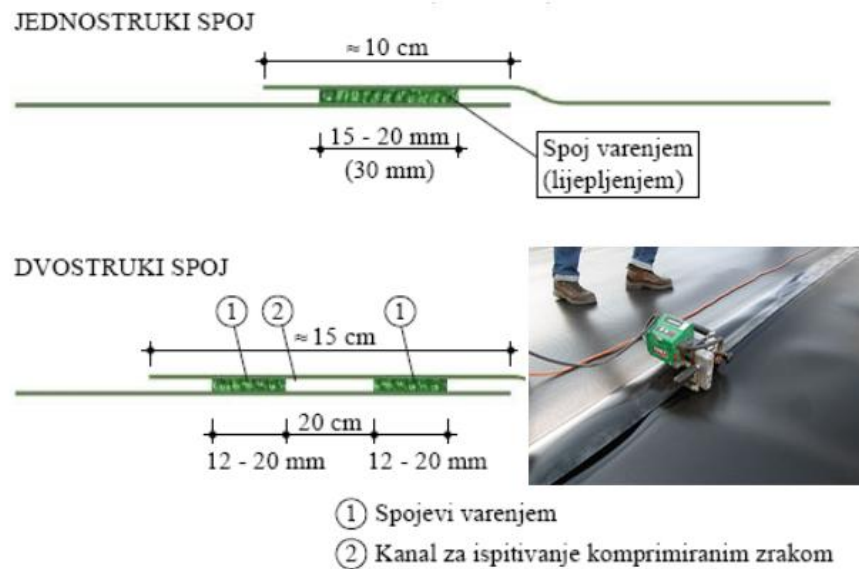 JEDNOSTRUKI SPOJ
≈ 10 cm
15 - 20 mm
(30 mm)
Spoj varenjem
(lijepljenjem)
DVOSTRUKI SPOJ
1 2 1
≈ 15 cm
20 cm
12 - 20 mm 12 - 20 mm
1 Spojevi varenjem
2 Kanal za ispitivanje komprimiranim zrakom